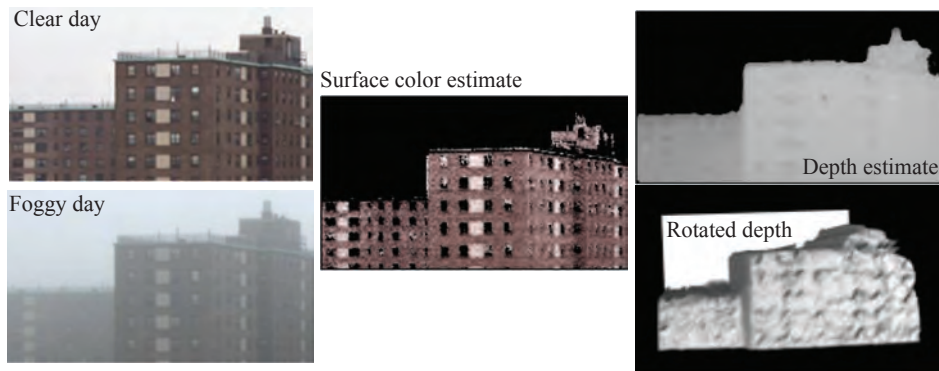 Clear day
Foggy day
Surface color estimate
Depth estimate
Rotated depth